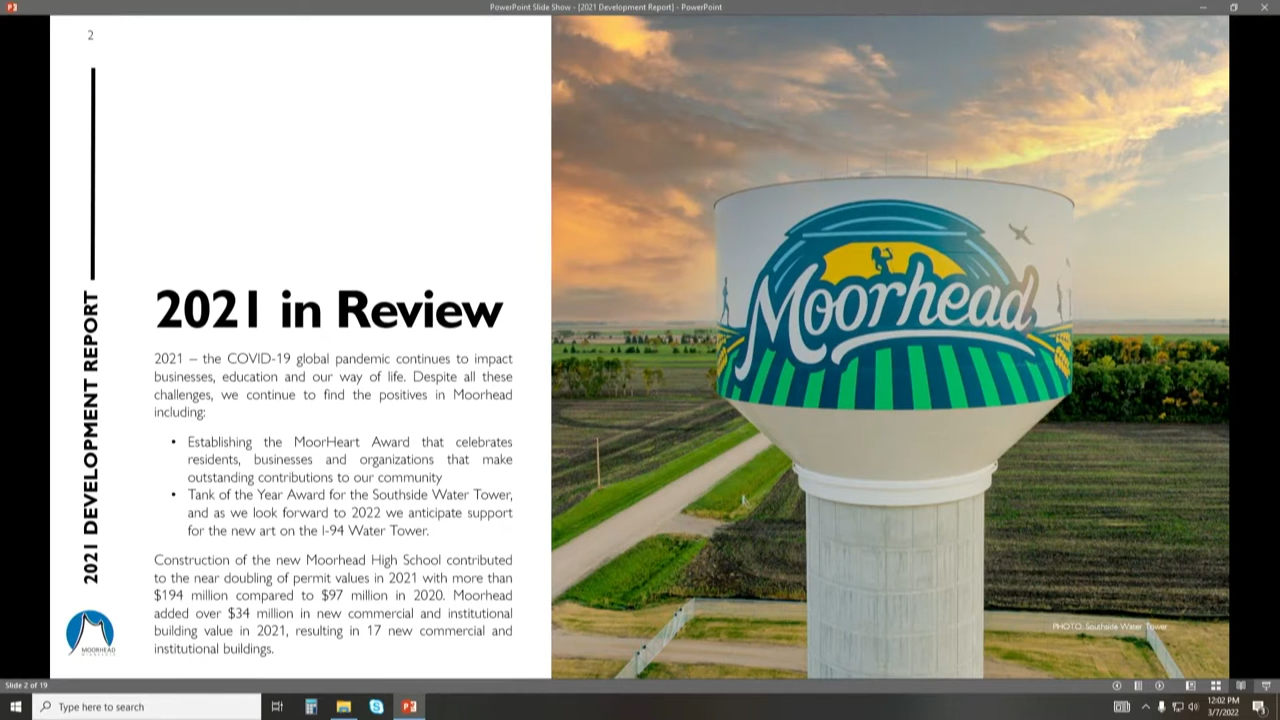 PowerPoint Slide Show - [2021 Development Report] - PowerPoint
2
2021 DEVELOPMENT REPORT
2021 in Review
2021 – the COVID-19 global pandemic continues to impact
businesses, education and our way of life. Despite all these
challenges, we continue to find the positives in Moorhead
including:
• Establishing the MoorHeart Award that celebrates
residents, businesses and organizations that make
outstanding contributions to our community
• Tank of the Year Award for the Southside Water Tower,
and as we look forward to 2022 we anticipate support
for the new art on the I-94 Water Tower.
Construction of the new Moorhead High School contributed
to the near doubling of permit values in 2021 with more than
$194 million compared to $97 million in 2020. Moorhead
added over $34 million in new commercial and institutional
building value in 2021, resulting in 17 new commercial and
institutional buildings.
MOORHEAD
Moorhead
PHOTO: Southside Water Tower
Slide 2 of 19
Type here to search
12:02 PM
3/7/2022